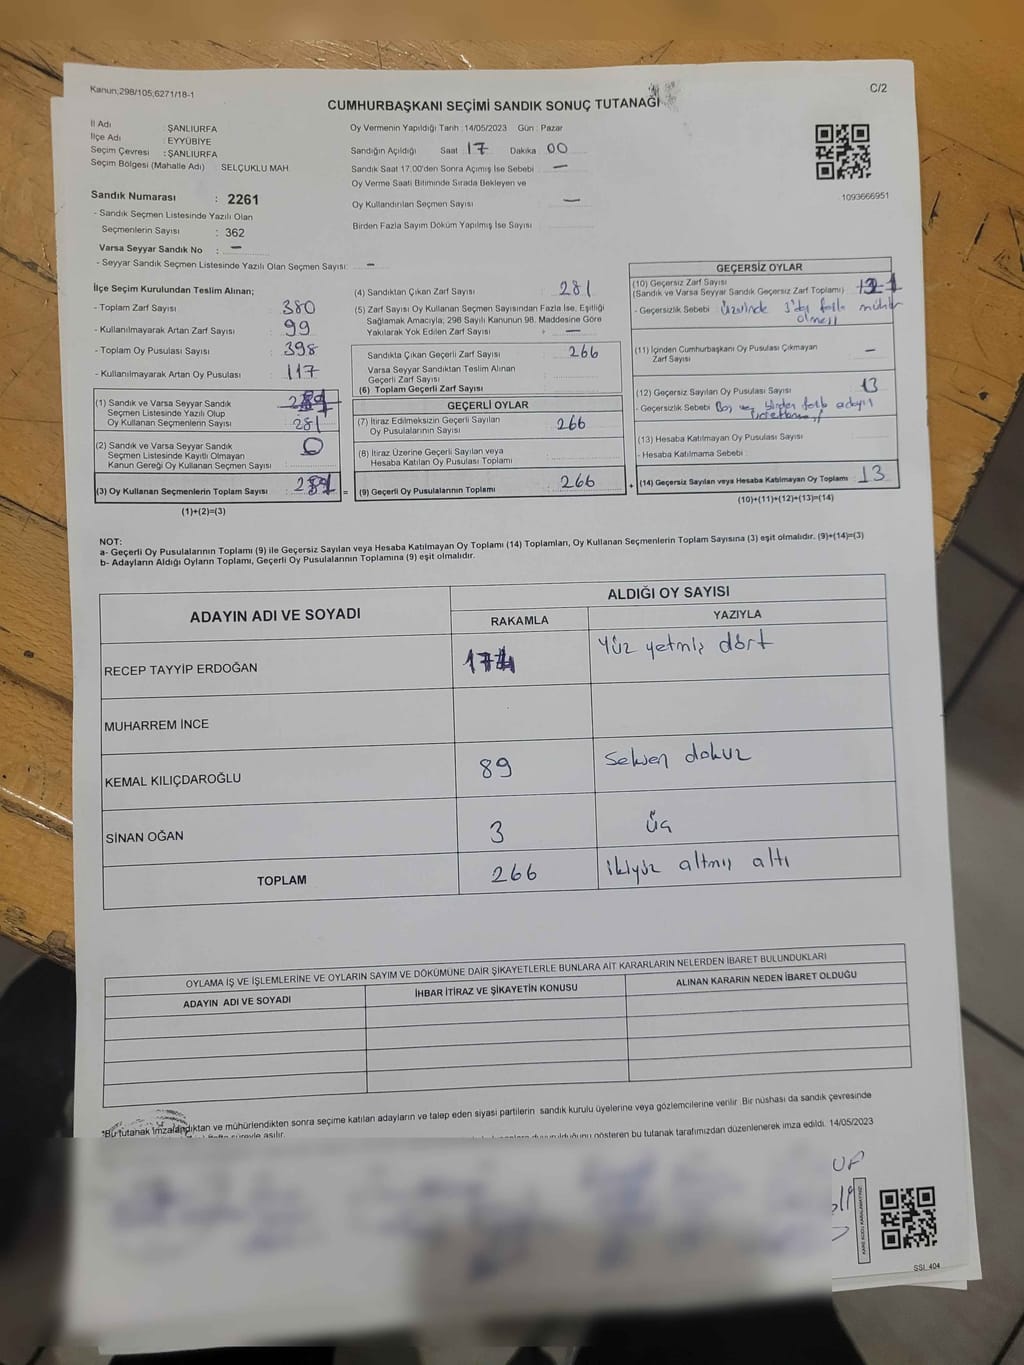 Kanun;298/105;6271/18-1
C/2
CUMHURBAŞKANI SEÇİMİ SANDIK SONUÇ TUTANAĞI
İl Adı : ŞANLIURFA
İlçe Adı : EYYÜBİYE
Seçim Çevresi : ŞANLIURFA
Seçim Bölgesi (Mahalle Adı) SELÇUKLU MAH.
Sandık Numarası : 2261
- Sandık Seçmen Listesinde Yazılı Olan
Seçmenlerin Sayısı : 362
Varsa Seyyar Sandık No : —
- Seyyar Sandık Seçmen Listesinde Yazılı Olan Seçmen Sayısı: —
Oy Vermenin Yapıldığı Tarih :14/05/2023 Gün : Pazar
Sandığın Açıldığı Saat 17 Dakika 00
Sandık Saat 17.00'den Sonra Açımış İse Sebebi —
Oy Verme Saati Bitiminde Sırada Bekleyen ve
Oy Kullandırılan Seçmen Sayısı —
Birden Fazla Sayım Döküm Yapılmış İse Sayısı
1093666951
İlçe Seçim Kurulundan Teslim Alınan;
- Toplam Zarf Sayısı : 380
- Kullanılmayarak Artan Zarf Sayısı : 99
- Toplam Oy Pusulası Sayısı : 398
- Kullanılmayarak Artan Oy Pusulası : 117
(1) Sandık ve Varsa Seyyar Sandık
Seçmen Listesinde Yazılı Olup
Oy Kullanan Seçmenlerin Sayısı : 281
(2) Sandık ve Varsa Seyyar Sandık
Seçmen Listesinde Kayıtlı Olmayan
Kanun Gereği Oy Kullanan Seçmen Sayısı : 0
(3) Oy Kullanan Seçmenlerin Toplam Sayısı :
(1)+(2)=(3)
(4) Sandıktan Çıkan Zarf Sayısı : 281
(5) Zarf Sayısı Oy Kullanan Seçmen Sayısından Fazla İse, Eşitliği
Sağlamak Amacıyla; 298 Sayılı Kanunun 98. Maddesine Göre
Yakılarak Yok Edilen Zarf Sayısı —
Sandıkta Çıkan Geçerli Zarf Sayısı : 266
Varsa Seyyar Sandıktan Teslim Alınan
Geçerli Zarf Sayısı
(6) Toplam Geçerli Zarf Sayısı
GEÇERLİ OYLAR
(7) İtiraz Edilmeksizin Geçerli Sayılan
Oy Pusulalarının Sayısı : 266
(8) İtiraz Üzerine Geçerli Sayılan veya
Hesaba Katılan Oy Pusulası Toplamı
(9) Geçerli Oy Pusulalarının Toplamı : 266
GEÇERSİZ OYLAR
(10) Geçersiz Zarf Sayısı
(Sandık ve Varsa Seyyar Sandık Geçersiz Zarf Toplamı)
- Geçersizlik Sebebi üzerinde 3'den fazla mühür
olması
(11) İçinden Cumhurbaşkanı Oy Pusulası Çıkmayan
Zarf Sayısı —
(12) Geçersiz Sayılan Oy Pusulası Sayısı : 13
- Geçersizlik Sebebi Boş ve birden fazla adayın
(13) Hesaba Katılmayan Oy Pusulası Sayısı
- Hesaba Katılmama Sebebi
(14) Geçersiz Sayılan veya Hesaba Katılmayan Oy Toplamı : 13
(10)+(11)+(12)+(13)=(14)
NOT:
a- Geçerli Oy Pusulalarının Toplamı (9) ile Geçersiz Sayılan veya Hesaba Katılmayan Oy Toplamı (14) Toplamları, Oy Kullanan Seçmenlerin Toplam Sayısına (3) eşit olmalıdır. (9)+(14)=(3)
b- Adayların Aldığı Oyların Toplamı, Geçerli Oy Pusulalarının Toplamına (9) eşit olmalıdır.
ADAYIN ADI VE SOYADI ALDIĞI OY SAYISI
RAKAMLA YAZIYLA
RECEP TAYYİP ERDOĞAN 174 Yüz yetmiş dört
MUHARREM İNCE
KEMAL KILIÇDAROĞLU 89 Seksen dokuz
SİNAN OĞAN 3 üç
TOPLAM 266 ikiyüz altmış altı
OYLAMA İŞ VE İŞLEMLERİNE VE OYLARIN SAYIM VE DÖKÜMÜNE DAİR ŞİKAYETLERLE BUNLARA AİT KARARLARIN NELERDEN İBARET BULUNDUKLARI
ADAYIN ADI VE SOYADI İHBAR İTİRAZ VE ŞİKAYETİN KONUSU ALINAN KARARIN NEDEN İBARET OLDUĞU
*Bu tutanak imzalandıktan ve mühürlendikten sonra seçime katılan adayların ve talep eden siyasi partilerin sandık kurulu üyelerine veya gözlemcilerine verilir .Bir nüshası da sandık çevresinde
gösteren bu tutanak tarafımızdan düzenlenerek imza edildi. 14/05/2023
SSI. 404